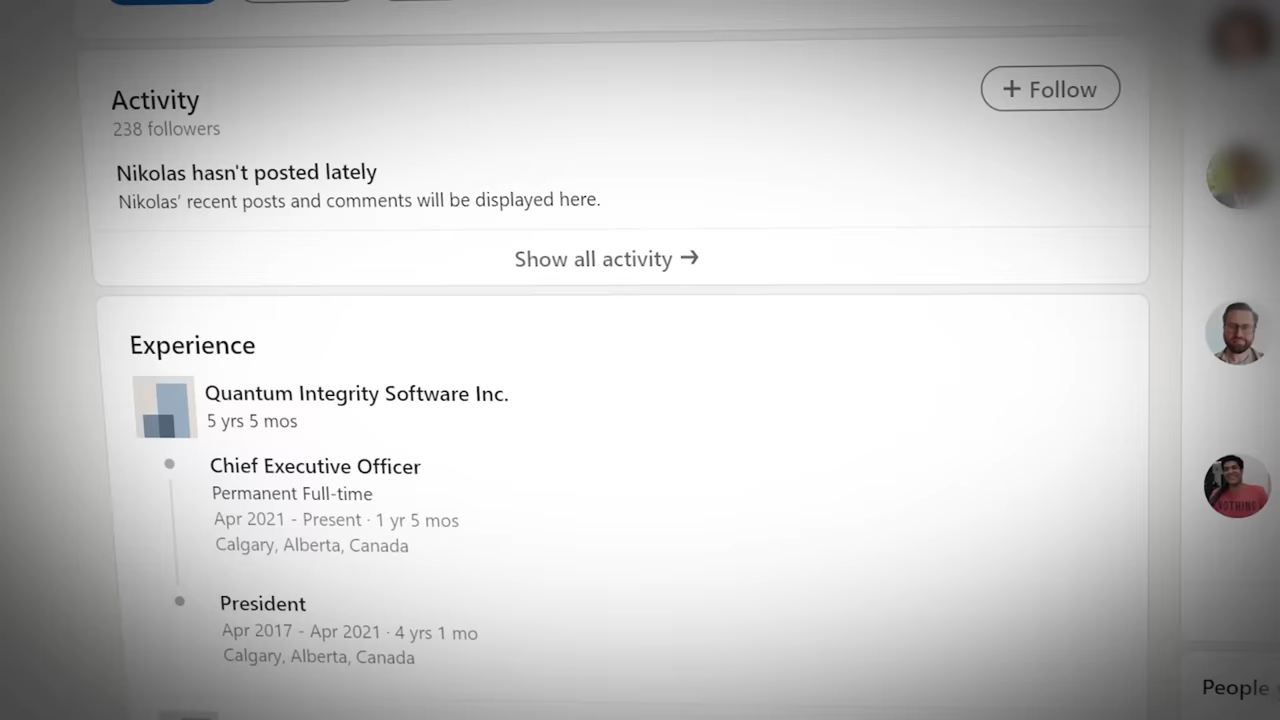 Activity
+ Follow
238 followers
Nikolas hasn't posted lately
Nikolas' recent posts and comments will be displayed here.
Show all activity →
Experience
Quantum Integrity Software Inc.
5 yrs 5 mos
Chief Executive Officer
Permanent Full-time
Apr 2021 - Present · 1 yr 5 mos
Calgary, Alberta, Canada
President
Apr 2017 - Apr 2021 · 4 yrs 1 mo
Calgary, Alberta, Canada
NOTHING
People